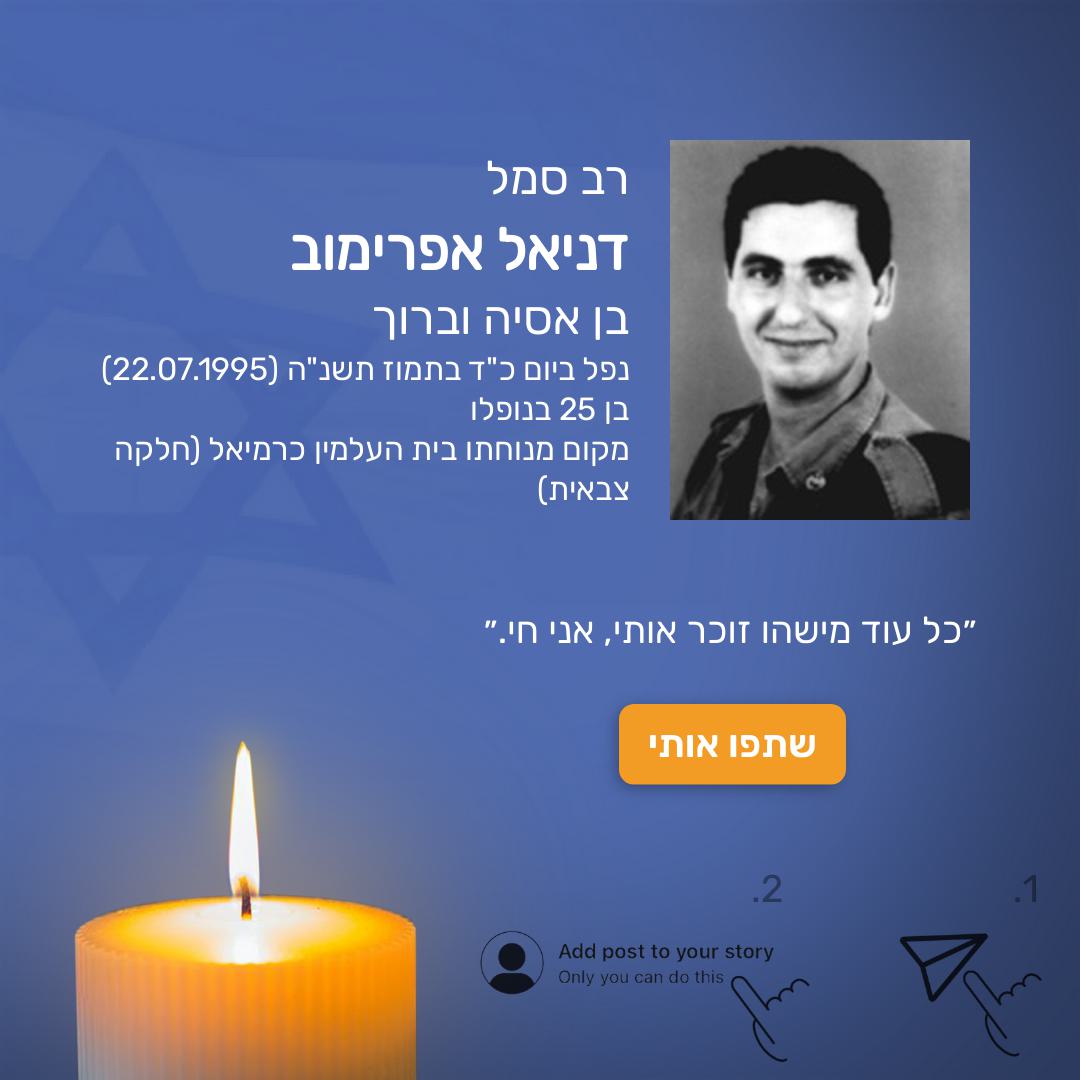 רב סמל
דניאל אפרימוב
בן אסיה וברוך
נפל ביום כ"ד בתמוז תשנ"ה (22.07.1995)
בן 25 בנופלו
מקום מנוחתו בית העלמין כרמיאל (חלקה
צבאית)
״כל עוד מישהו זוכר אותי, אני חי.״
שתפו אותי
1.
2.
Add post to your story
Only you can do this